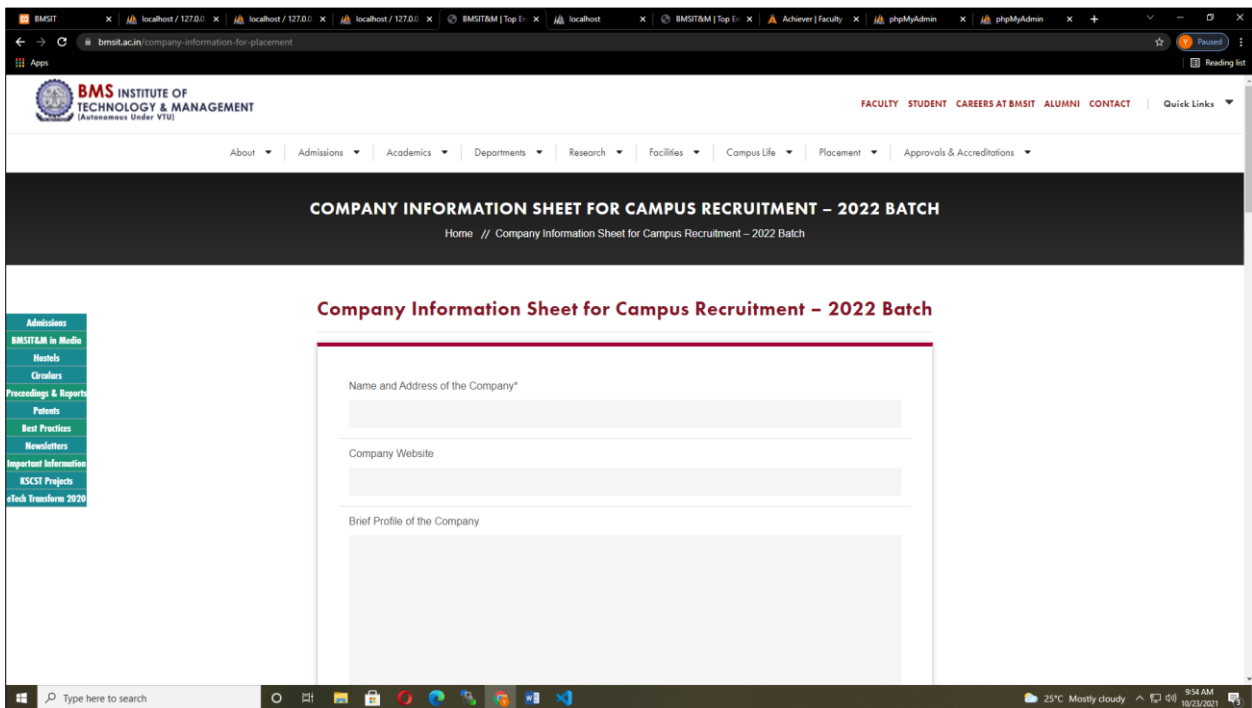 BMSIT
localhost / 127.0.0
localhost / 127.0.0
localhost / 127.0.0
BMSIT&M | Top En
localhost
BMSIT&M | Top En
Achiever | Faculty
phpMyAdmin
phpMyAdmin
bmsit.ac.in/company-information-for-placement
Y Paused
Apps
Reading list
BMS INSTITUTE OF
TECHNOLOGY & MANAGEMENT
(Autonomous Under VTU)
FACULTY STUDENT CAREERS AT BMSIT ALUMNI CONTACT Quick Links
About Admissions Academics Departments Research Facilities Campus Life Placement Approvals & Accreditations
COMPANY INFORMATION SHEET FOR CAMPUS RECRUITMENT – 2022 BATCH
Home // Company Information Sheet for Campus Recruitment – 2022 Batch
Company Information Sheet for Campus Recruitment – 2022 Batch
Admissions
BMSIT&M in Media
Hostels
Circulars
Proceedings & Reports
Patents
Best Practices
Newsletters
Important Information
KSCST Projects
eTech Transform 2020
Name and Address of the Company*
Company Website
Brief Profile of the Company
Type here to search
25°C Mostly cloudy
9:54 AM
10/23/2021